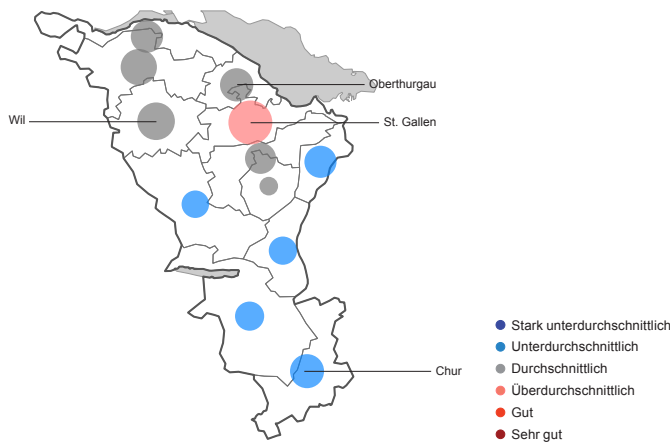 Oberthurgau
Wil
St. Gallen
Chur
Stark unterdurchschnittlich
Unterdurchschnittlich
Durchschnittlich
Überdurchschnittlich
Gut
Sehr gut